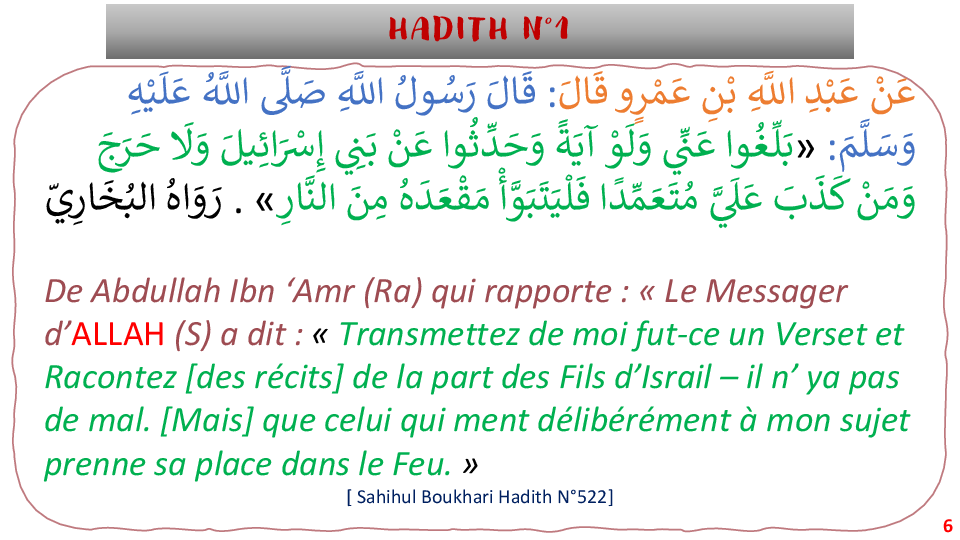 HADITH N°1
عَنْ عَبْدِ اللَّهِ بْنِ عَمْرٍو قَالَ: قَالَ رَسُولُ اللَّهِ صَلَّى اللَّهُ عَلَيْهِ
وَسَلَّمَ: «بَلِّغُوا عَنِّي وَلَوْ آيَةً وَحَدِّثُوا عَنْ بَنِي إِسْرَائِيلَ وَلَا حَرَجَ
وَمَنْ كَذَبَ عَلَيَّ مُتَعَمِّدًا فَلْيَتَبَوَّأْ مَقْعَدَهُ مِنَ النَّارِ» . رَوَاهُ البُخَارِيّ
De Abdullah Ibn ‘Amr (Ra) qui rapporte : « Le Messager
d’ALLAH (S) a dit : « Transmettez de moi fut-ce un Verset et
Racontez [des récits] de la part des Fils d’Israil – il n’ ya pas
de mal. [Mais] que celui qui ment délibérément à mon sujet
prenne sa place dans le Feu. »
[ Sahihul Boukhari Hadith N°522]
6